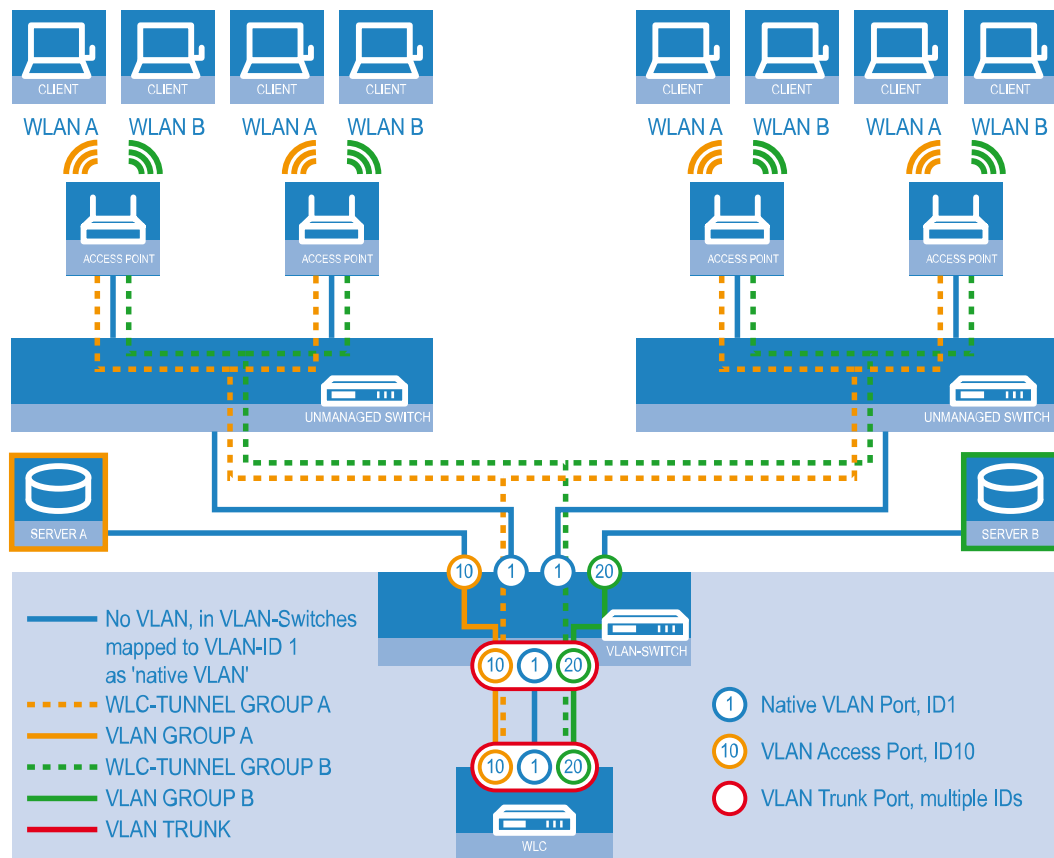 CLIENT CLIENT CLIENT CLIENT CLIENT CLIENT CLIENT CLIENT
WLAN A WLAN B WLAN A WLAN B WLAN A WLAN B WLAN A WLAN B
ACCESS POINT ACCESS POINT ACCESS POINT ACCESS POINT
UNMANAGED SWITCH UNMANAGED SWITCH
SERVER A SERVER B
10 1 1 20
VLAN-SWITCH
10 1 20
10 1 20
WLC
No VLAN, in VLAN-Switches
mapped to VLAN-ID 1
as 'native VLAN'
WLC-TUNNEL GROUP A
VLAN GROUP A
WLC-TUNNEL GROUP B
VLAN GROUP B
VLAN TRUNK
1 Native VLAN Port, ID1
10 VLAN Access Port, ID10
VLAN Trunk Port, multiple IDs